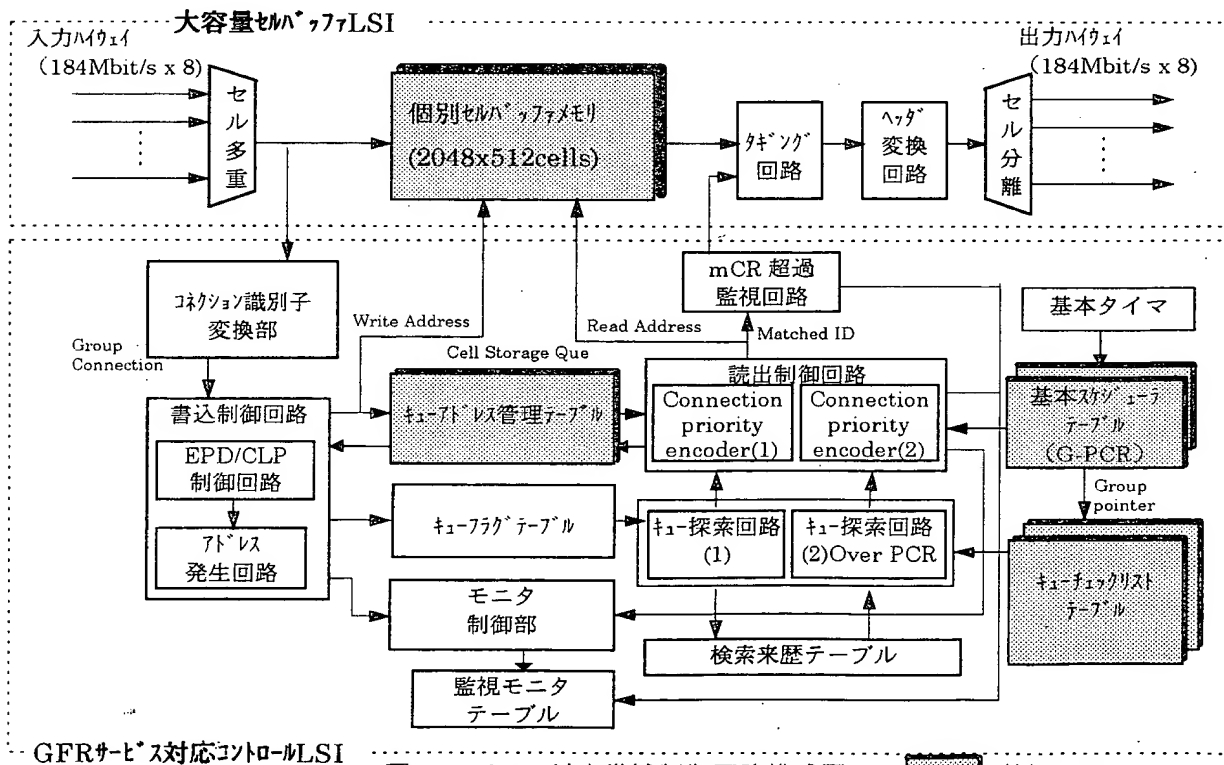 大容量ｾﾙﾊﾞｯﾌｧLSI
入力ﾊｲｳｪｲ
(184Mbit/s x 8)
出力ﾊｲｳｪｲ
(184Mbit/s x 8)
セル多重
個別ｾﾙﾊﾞｯﾌｧﾒﾓﾘ
(2048x512cells)
ﾀｷﾞﾝｸﾞ
回路
ﾍｯﾀﾞ
変換
回路
セル分離
ｺﾈｸｼｮﾝ識別子
変換部
mCR 超過
監視回路
基本タイマ
Write Address
Read Address
Matched ID
Group
Connection
Cell Storage Que
書込制御回路
EPD/CLP
制御回路
ｱﾄﾞﾚｽ
発生回路
ｷｭｰｱﾄﾞﾚｽ管理ﾃｰﾌﾞﾙ
読出制御回路
Connection
priority
encoder(1)
Connection
priority
encoder(2)
基本ｽｹｼﾞｭｰﾗ
ﾃｰﾌﾞﾙ
(G-PCR)
Group
pointer
ｷｭｰﾌﾗｸﾞﾃｰﾌﾞﾙ
ｷｭｰ探索回路
(1)
ｷｭｰ探索回路
(2)Over PCR
ｷｭｰﾁｪｯｸﾘｽﾄ
ﾃｰﾌﾞﾙ
モニタ
制御部
検索来歴テーブル
監視モニタ
テーブル
GFRｻｰﾋﾞｽ対応ｺﾝﾄﾛｰﾙLSI